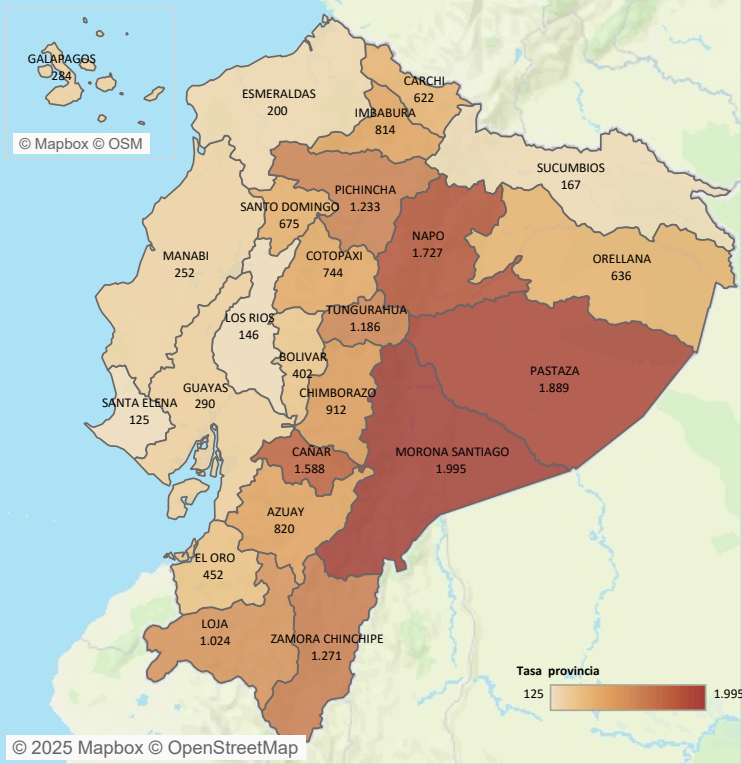 GALAPAGOS
284
© Mapbox © OSM
ESMERALDAS
200
CARCHI
622
IMBABURA
814
SUCUMBIOS
167
PICHINCHA
1.233
SANTO DOMINGO
675
NAPO
1.727
MANABI
252
COTOPAXI
744
ORELLANA
636
LOS RIOS
146
TUNGURAHUA
1.186
BOLIVAR
402
PASTAZA
1.889
GUAYAS
290
CHIMBORAZO
912
SANTA ELENA
125
CAÑAR
1.588
MORONA SANTIAGO
1.995
AZUAY
820
EL ORO
452
LOJA
1.024
ZAMORA CHINCHIPE
1.271
Tasa provincia
125
1.995
© 2025 Mapbox © OpenStreetMap